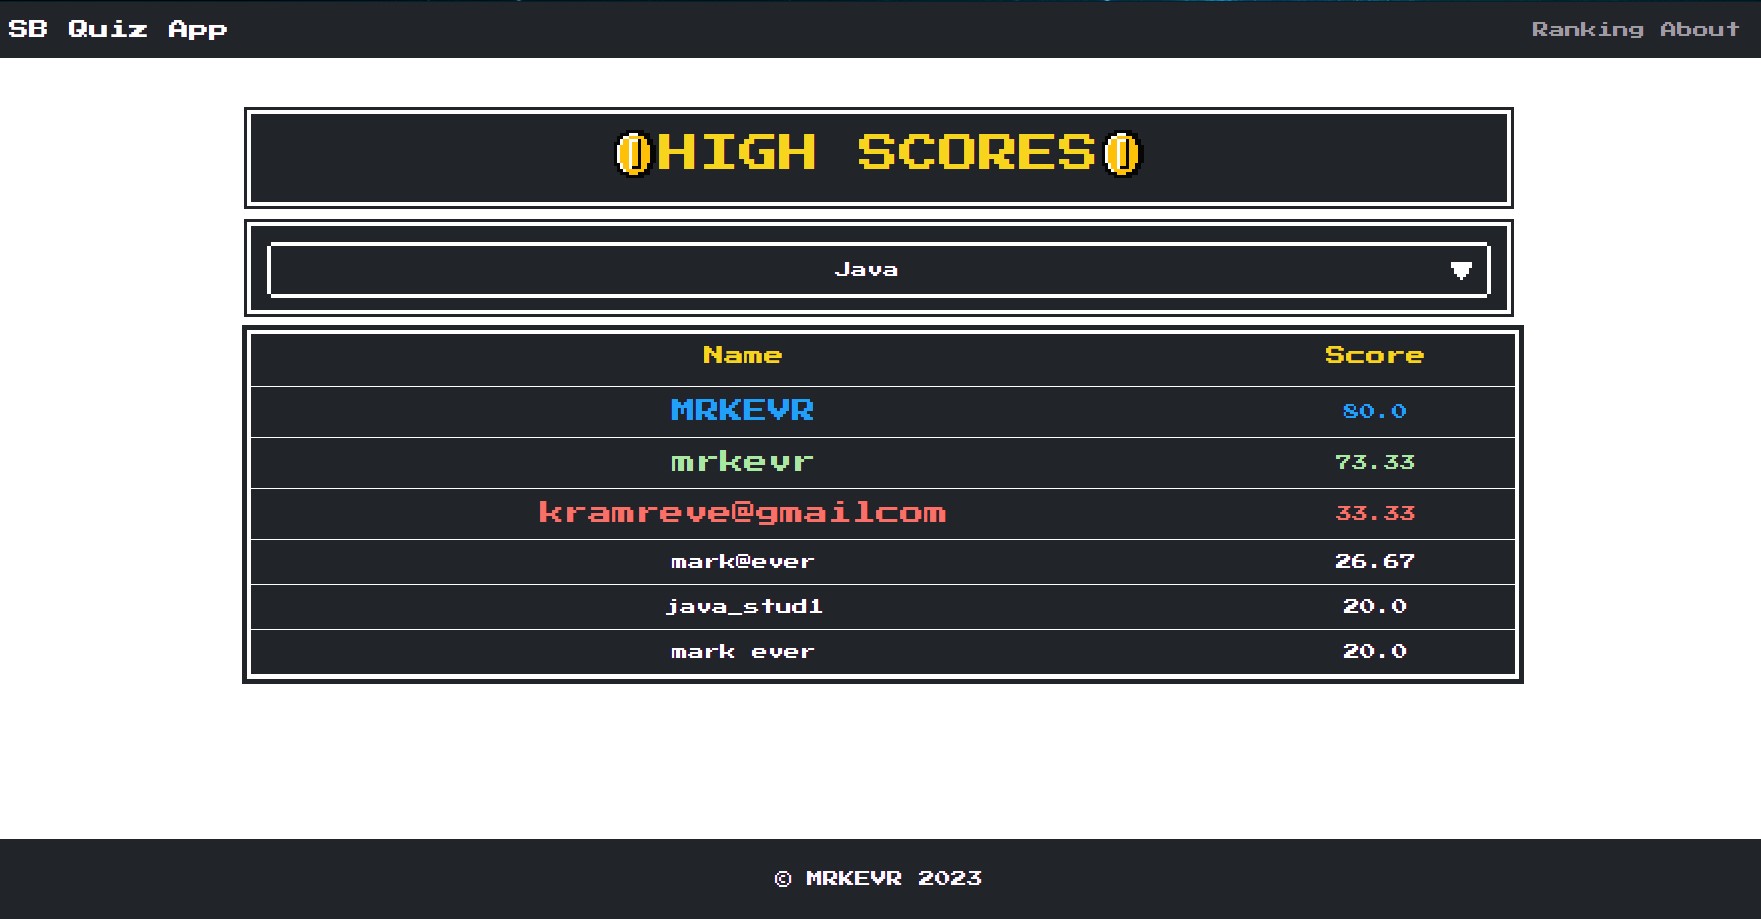 SB Quiz App Ranking About
HIGH SCORES
Java
Name Score
MRKEVR 80.0
mrkevr 73.33
kramreve@gmailcom 33.33
mark@ever 26.67
java_stud1 20.0
mark ever 20.0
© MRKEVR 2023